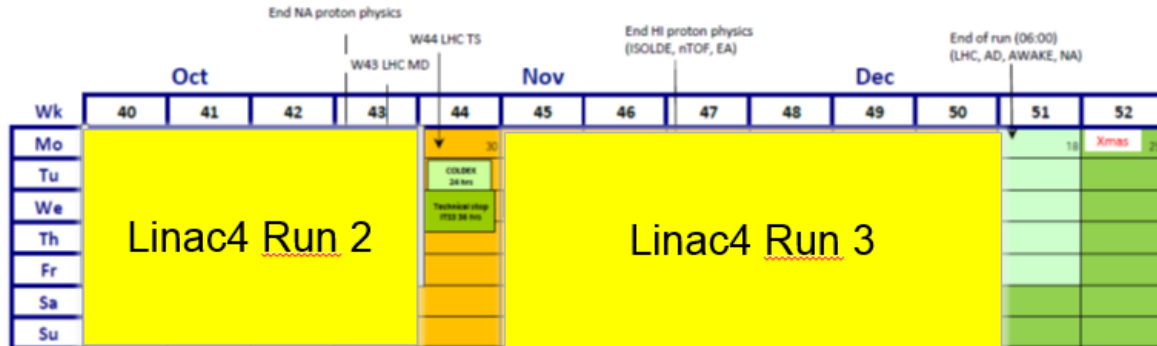 End NA proton physics
W44 LHC TS
W43 LHC MD
End HI proton physics
(ISOLDE, nTOF, EA)
End of run (06:00)
(LHC, AD, AWAKE, NA)
Oct
Nov
Dec
Wk 40 41 42 43 44 45 46 47 48 49 50 51 52
Mo 30 18 Xmas
Tu
COLDEX
24 hrs
We
Technical stop
ITS3 36 hrs
Th
Linac4 Run 2
Linac4 Run 3
Fr
Sa
Su